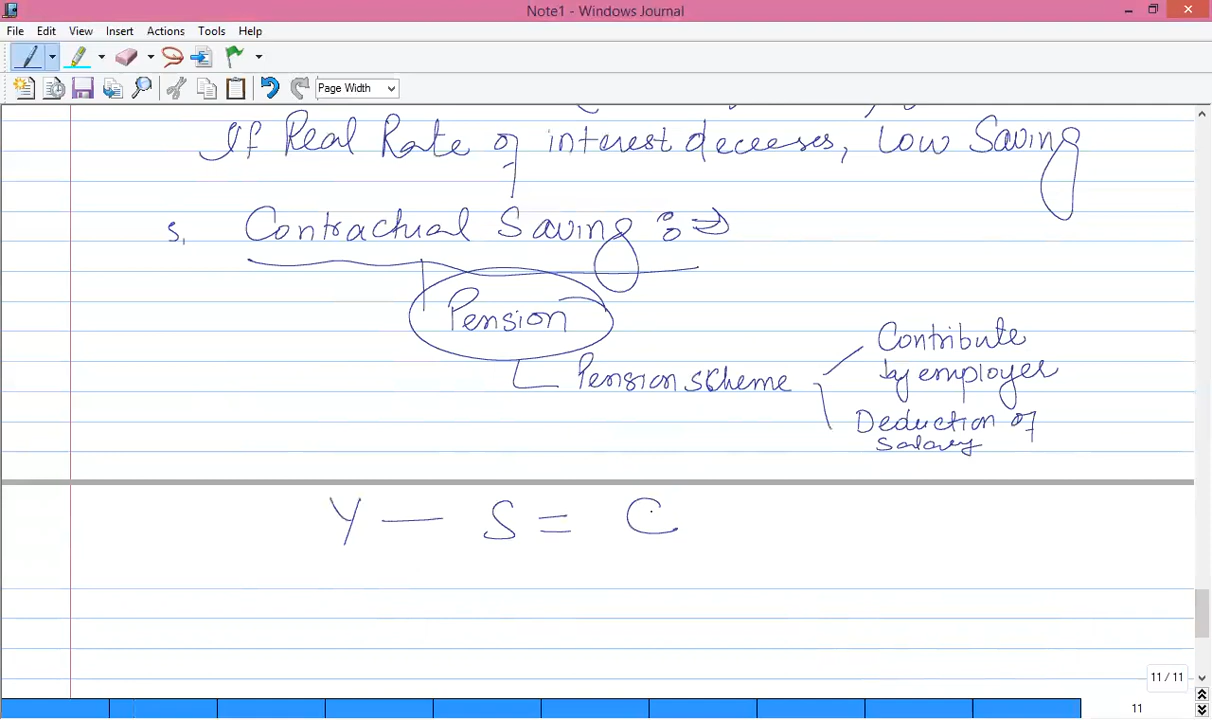 Note1 - Windows Journal
File Edit View Insert Actions Tools Help
Page Width
If Real Rate of interest deceeses, Low Saving
5. Contractual Saving :⇒
Pension
Pension scheme
Contribute
by employer
Deduction of
salary
Y — S = C
11 / 11
11